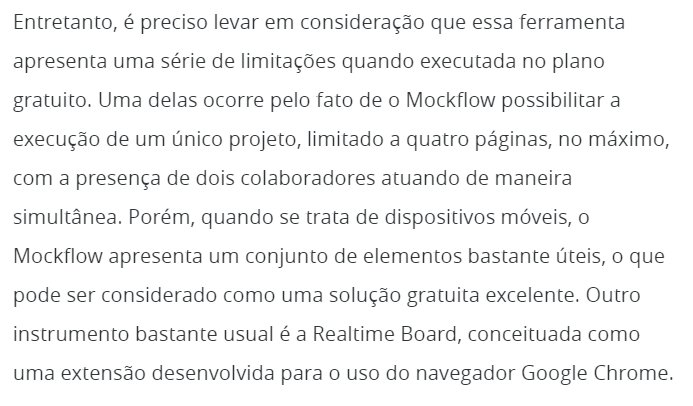 Entretanto, é preciso levar em consideração que essa ferramenta
apresenta uma série de limitações quando executada no plano
gratuito. Uma delas ocorre pelo fato de o Mockflow possibilitar a
execução de um único projeto, limitado a quatro páginas, no máximo,
com a presença de dois colaboradores atuando de maneira
simultânea. Porém, quando se trata de dispositivos móveis, o
Mockflow apresenta um conjunto de elementos bastante úteis, o que
pode ser considerado como uma solução gratuita excelente. Outro
instrumento bastante usual é a Realtime Board, conceituada como
uma extensão desenvolvida para o uso do navegador Google Chrome.